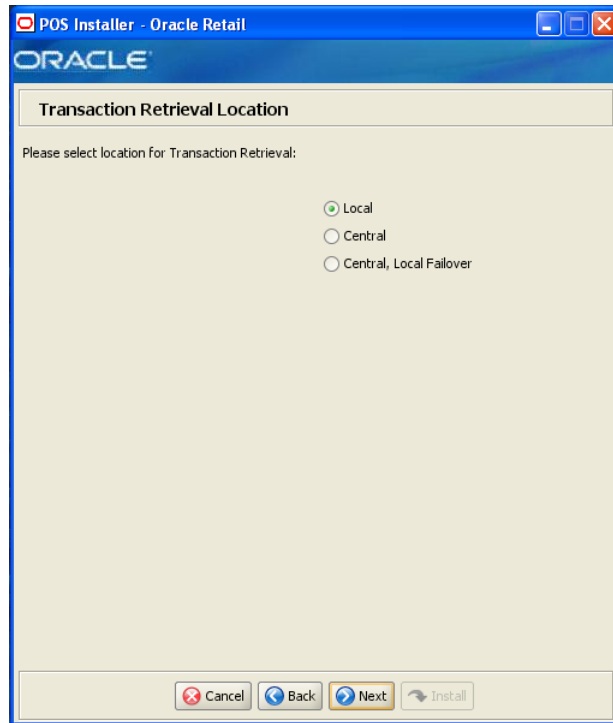 POS Installer - Oracle Retail
ORACLE
Transaction Retrieval Location
Please select location for Transaction Retrieval:
Local
Central
Central, Local Failover
Cancel Back Next Install